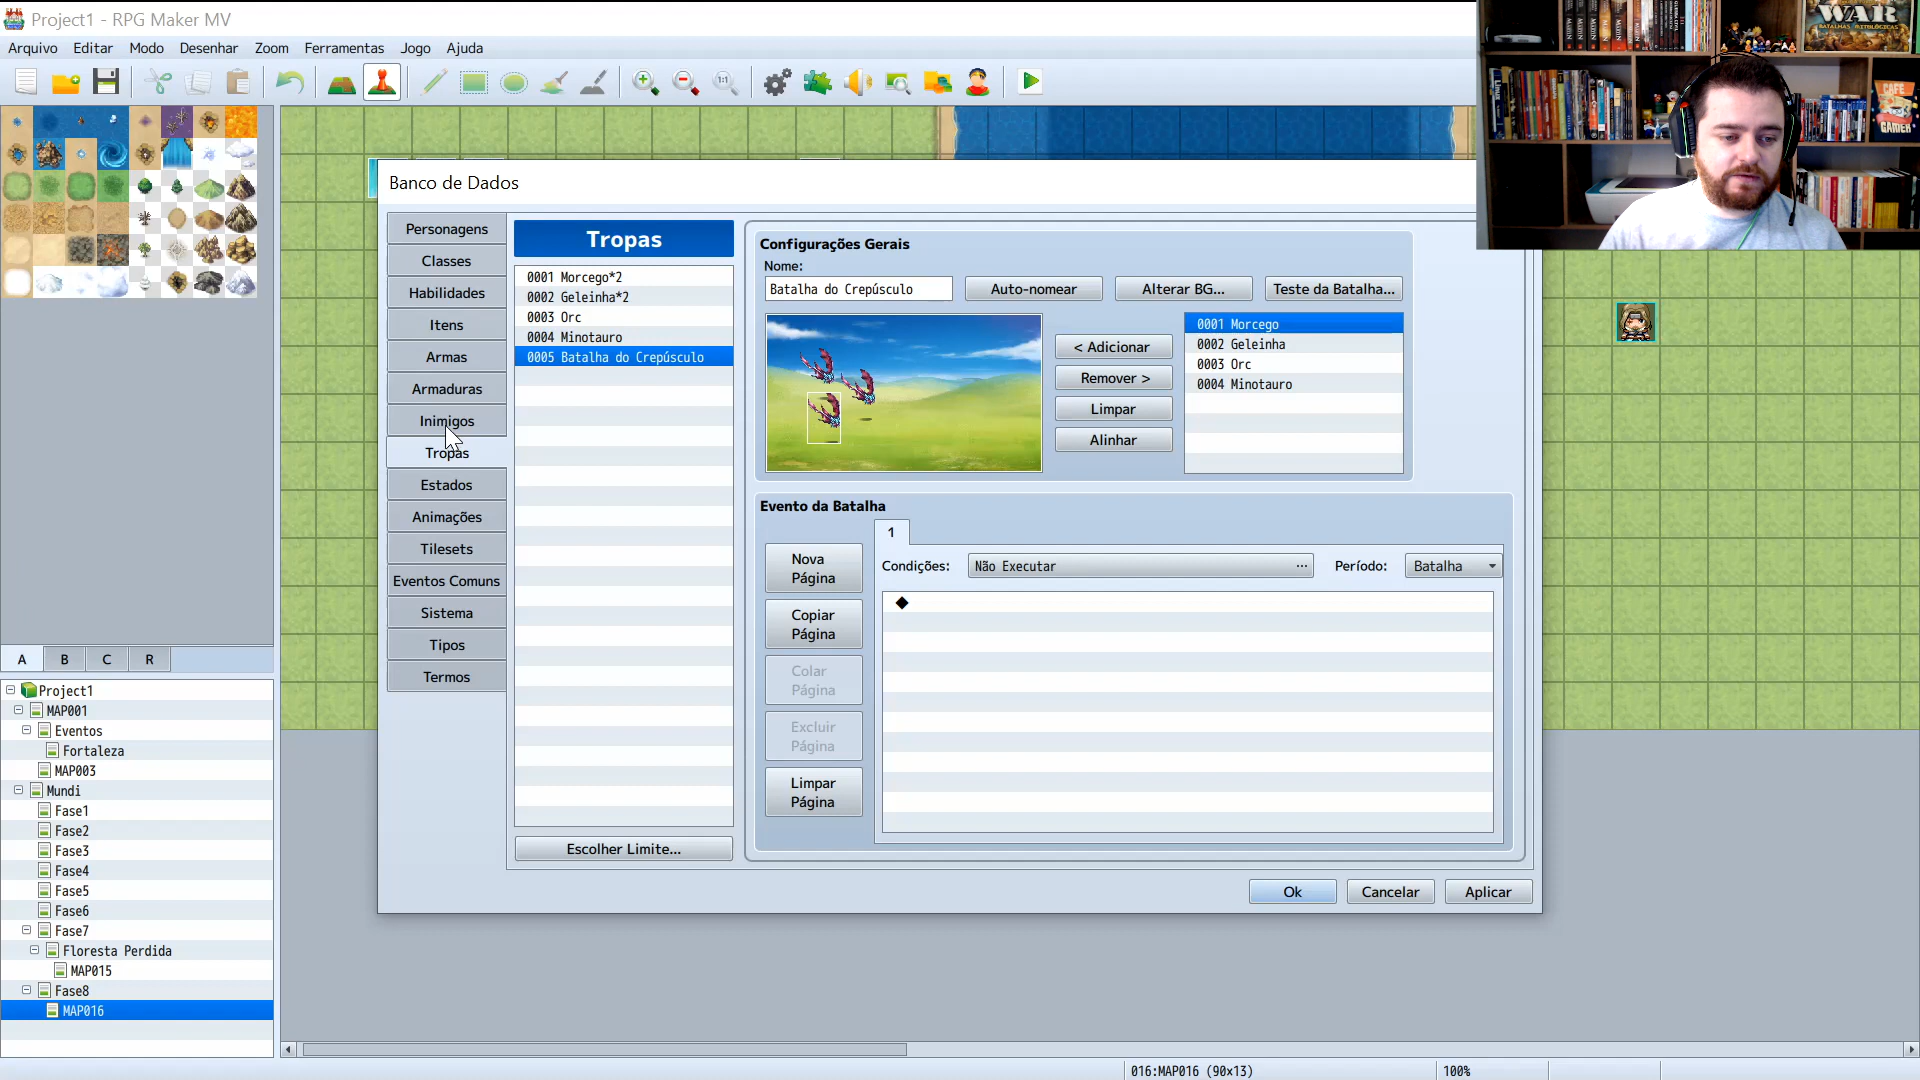 Project1 - RPG Maker MV
Arquivo Editar Modo Desenhar Zoom Ferramentas Jogo Ajuda
1:1
WAR
BATALHAS MITOLÓGICAS
CAFÉ
GAMER
Banco de Dados
Personagens
Classes
Habilidades
Itens
Armas
Armaduras
Inimigos
Tropas
Estados
Animações
Tilesets
Eventos Comuns
Sistema
Tipos
Termos
Tropas
0001 Morcego*2
0002 Geleinha*2
0003 Orc
0004 Minotauro
0005 Batalha do Crepúsculo
Escolher Limite...
Configurações Gerais
Nome:
Batalha do Crepúsculo
Auto-nomear
Alterar BG...
Teste da Batalha...
< Adicionar
Remover >
Limpar
Alinhar
0001 Morcego
0002 Geleinha
0003 Orc
0004 Minotauro
Evento da Batalha
1
Nova Página
Copiar Página
Colar Página
Excluir Página
Limpar Página
Condições:
Não Executar ...
Período:
Batalha
Ok
Cancelar
Aplicar
A B C R
Project1
MAP001
Eventos
Fortaleza
MAP003
Mundi
Fase1
Fase2
Fase3
Fase4
Fase5
Fase6
Fase7
Floresta Perdida
MAP015
Fase8
MAP016
016:MAP016 (90x13)
100%